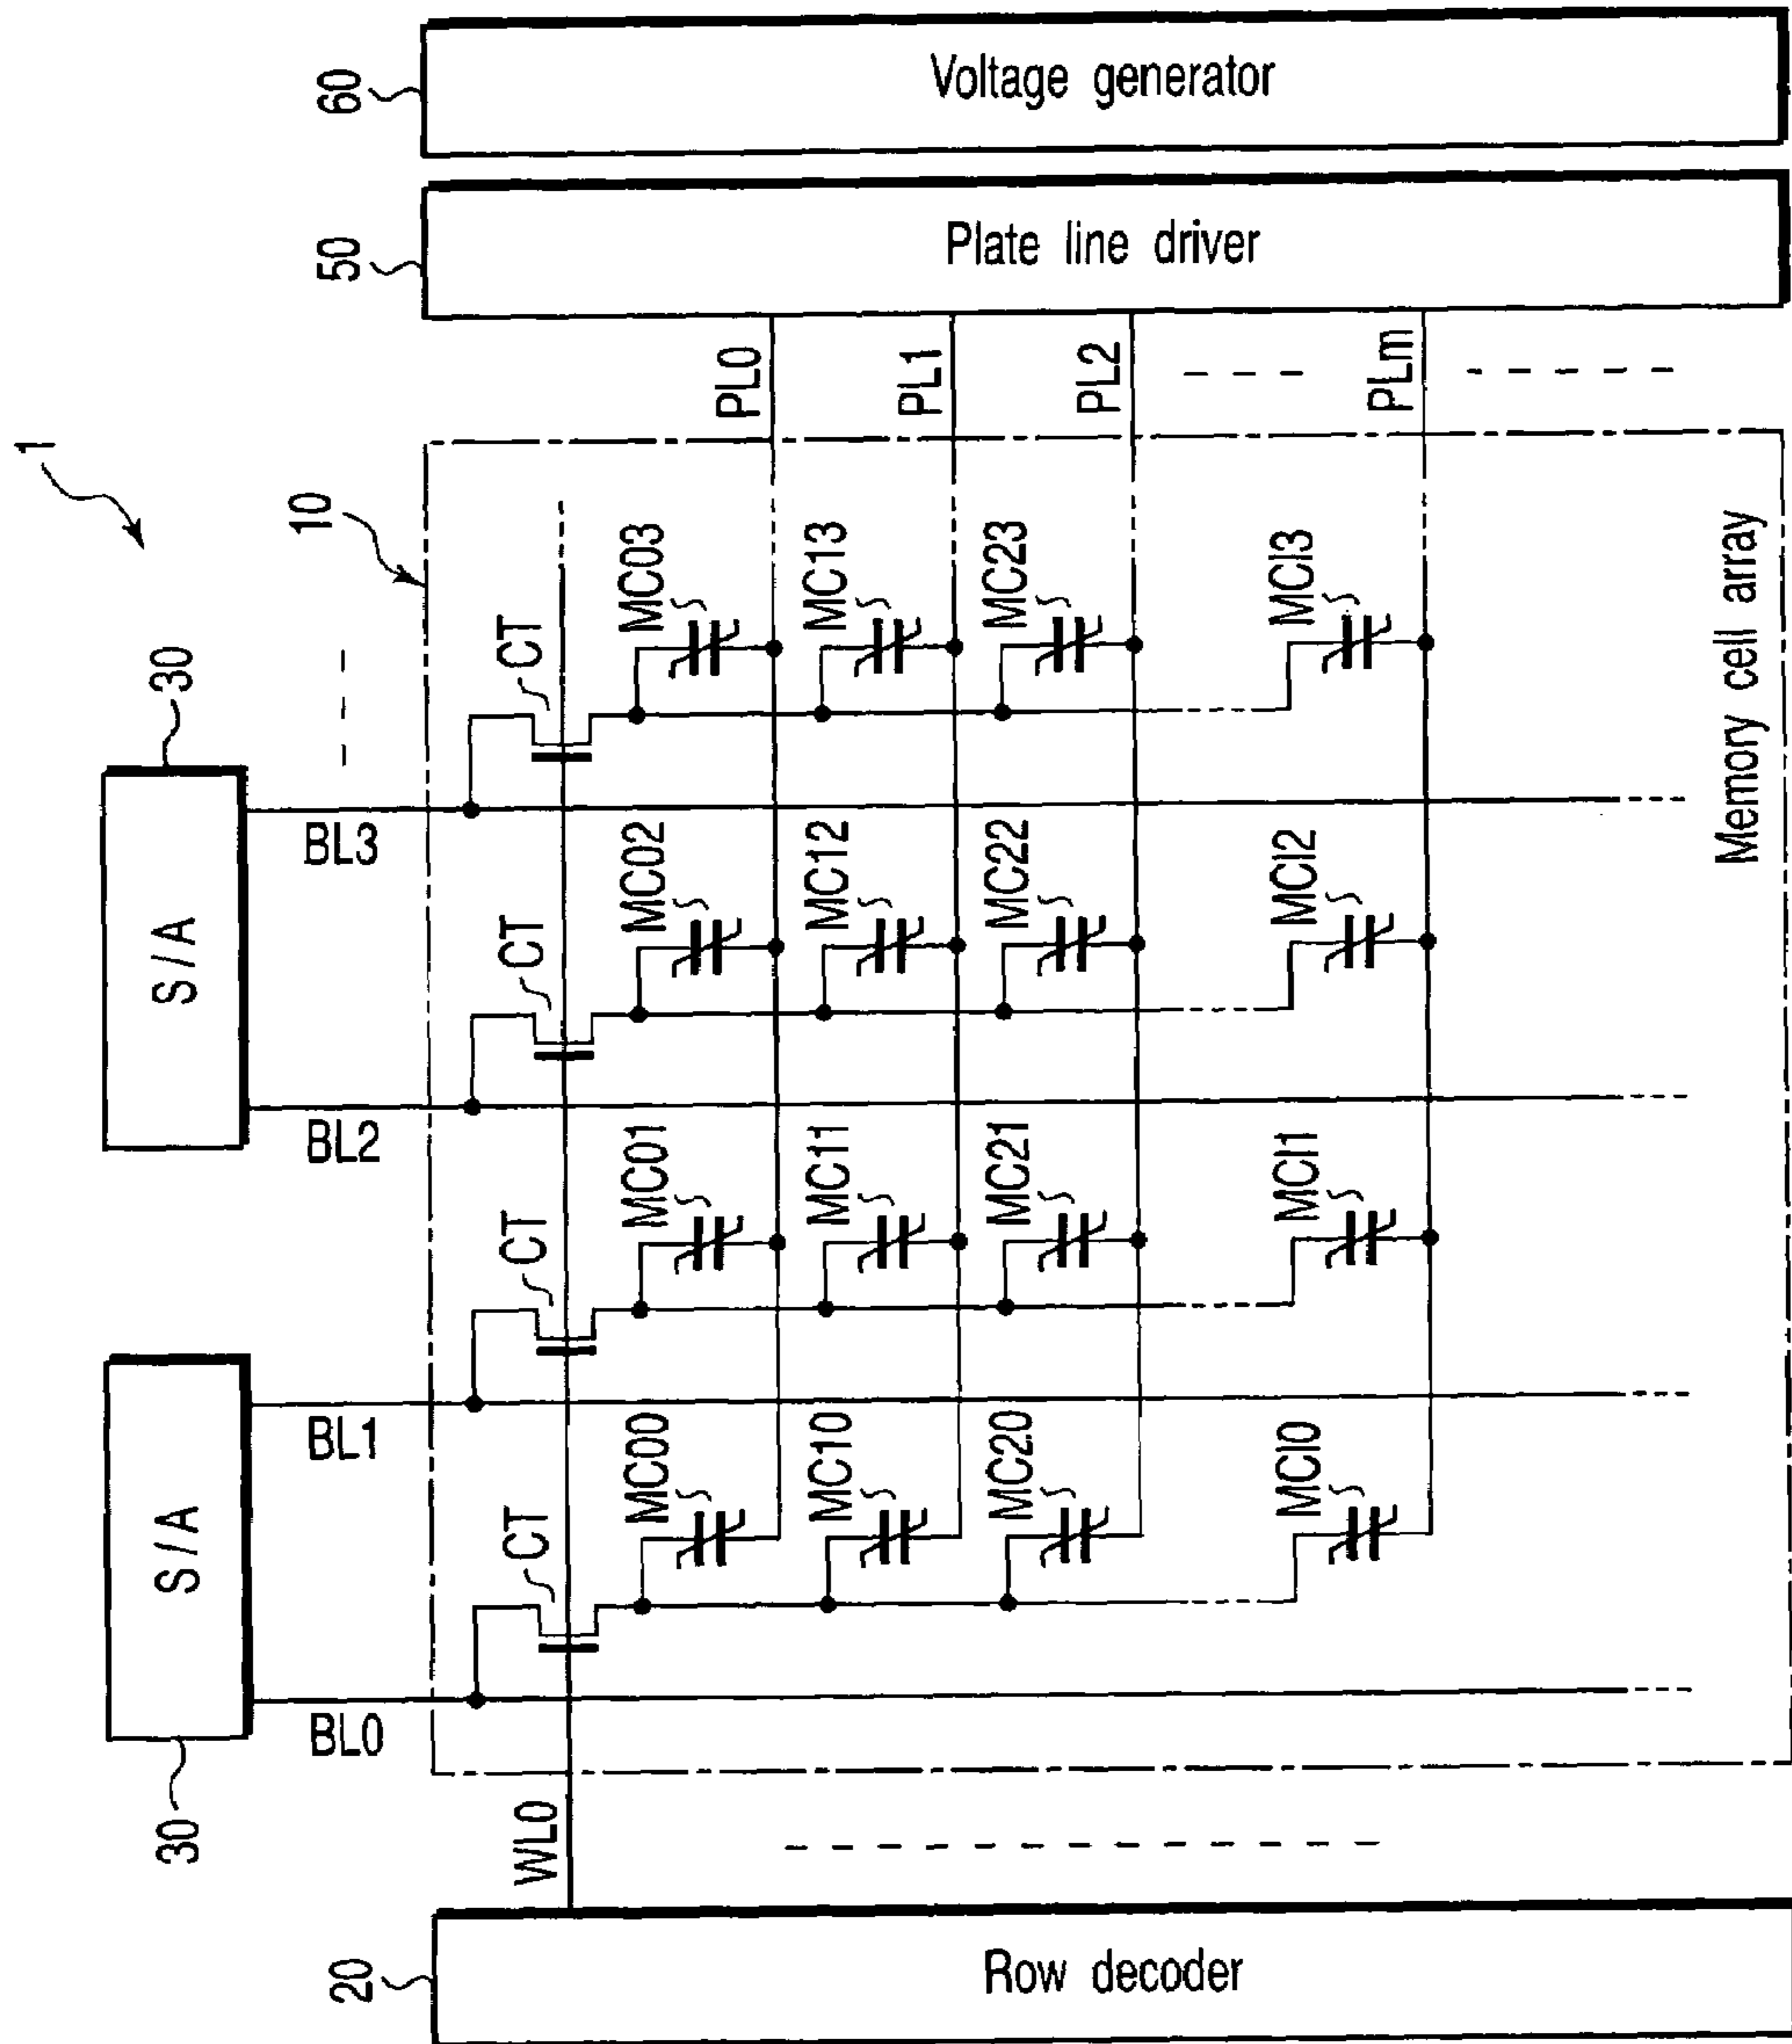 1
30
S/A
30
S/A
BL0
BL1
BL2
BL3
10
20
Row decoder
WL0
CT
CT
CT
CT
MC00
MC01
MC02
MC03
PL0
MC10
MC11
MC12
MC13
PL1
MC20
MC21
MC22
MC23
PL2
MCl0
MCl1
MCl2
MCl3
PLm
Memory cell array
50
Plate line driver
60
Voltage generator